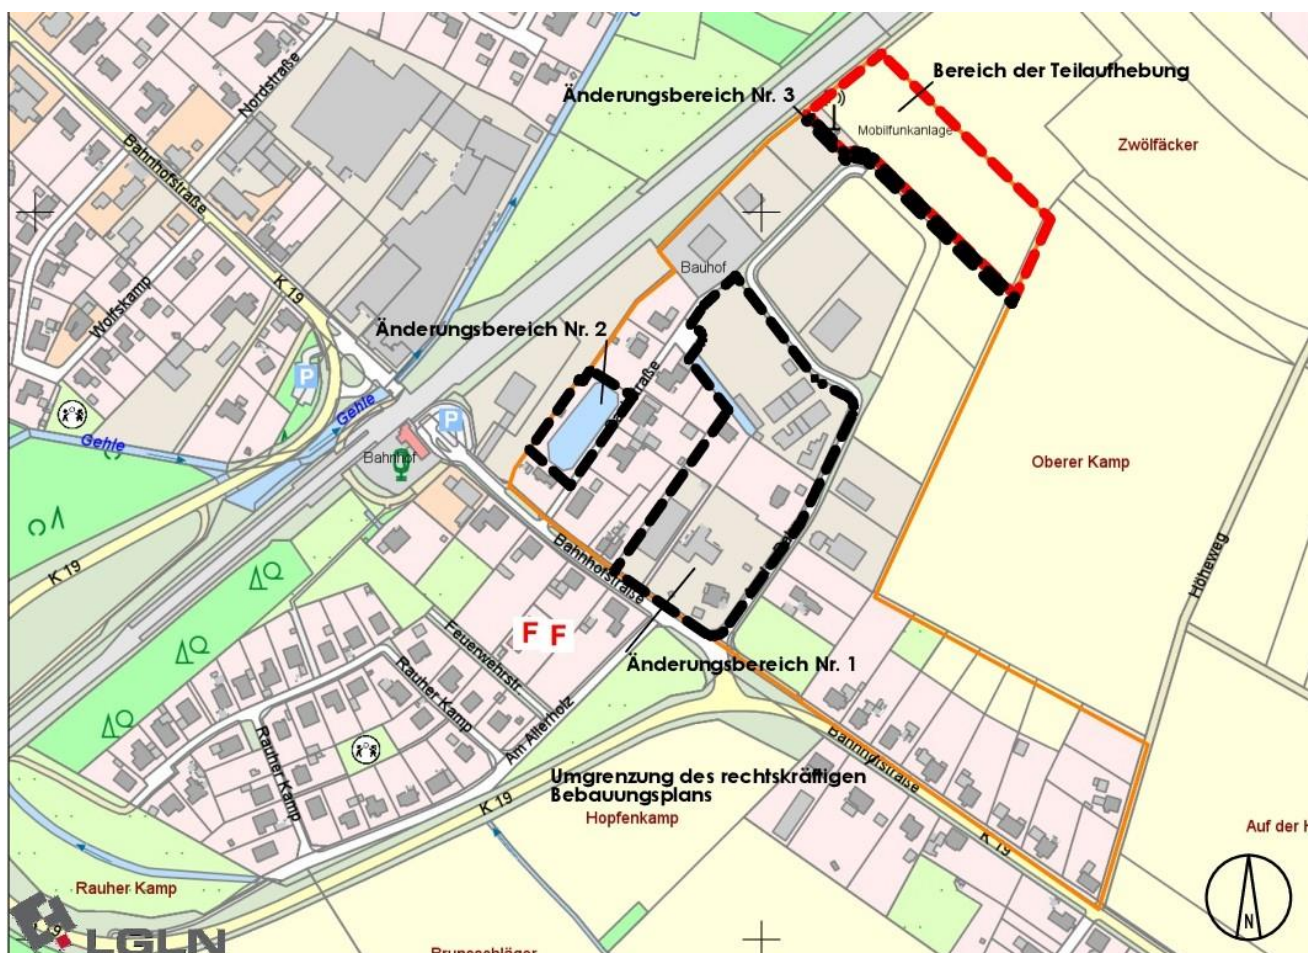 Bereich der Teilaufhebung
Änderungsbereich Nr. 3
Mobilfunkanlage
Zwölfäcker
Nordstraße
Bahnhofstraße
K 19
Wolfskamp
Bauhof
Änderungsbereich Nr. 2
P
Gehle
Gehle
P
Bahnhof
Oberer Kamp
Höheweg
K 19
Bahnhofstraße
F F
Änderungsbereich Nr. 1
Feuerwehrstr.
Rauher Kamp
Rauher Kamp
Am Allerholz
Bahnhofstraße
Umgrenzung des rechtskräftigen
Bebauungsplans
Hopfenkamp
K 19
K 19
Auf der
Rauher Kamp
N
LGLN